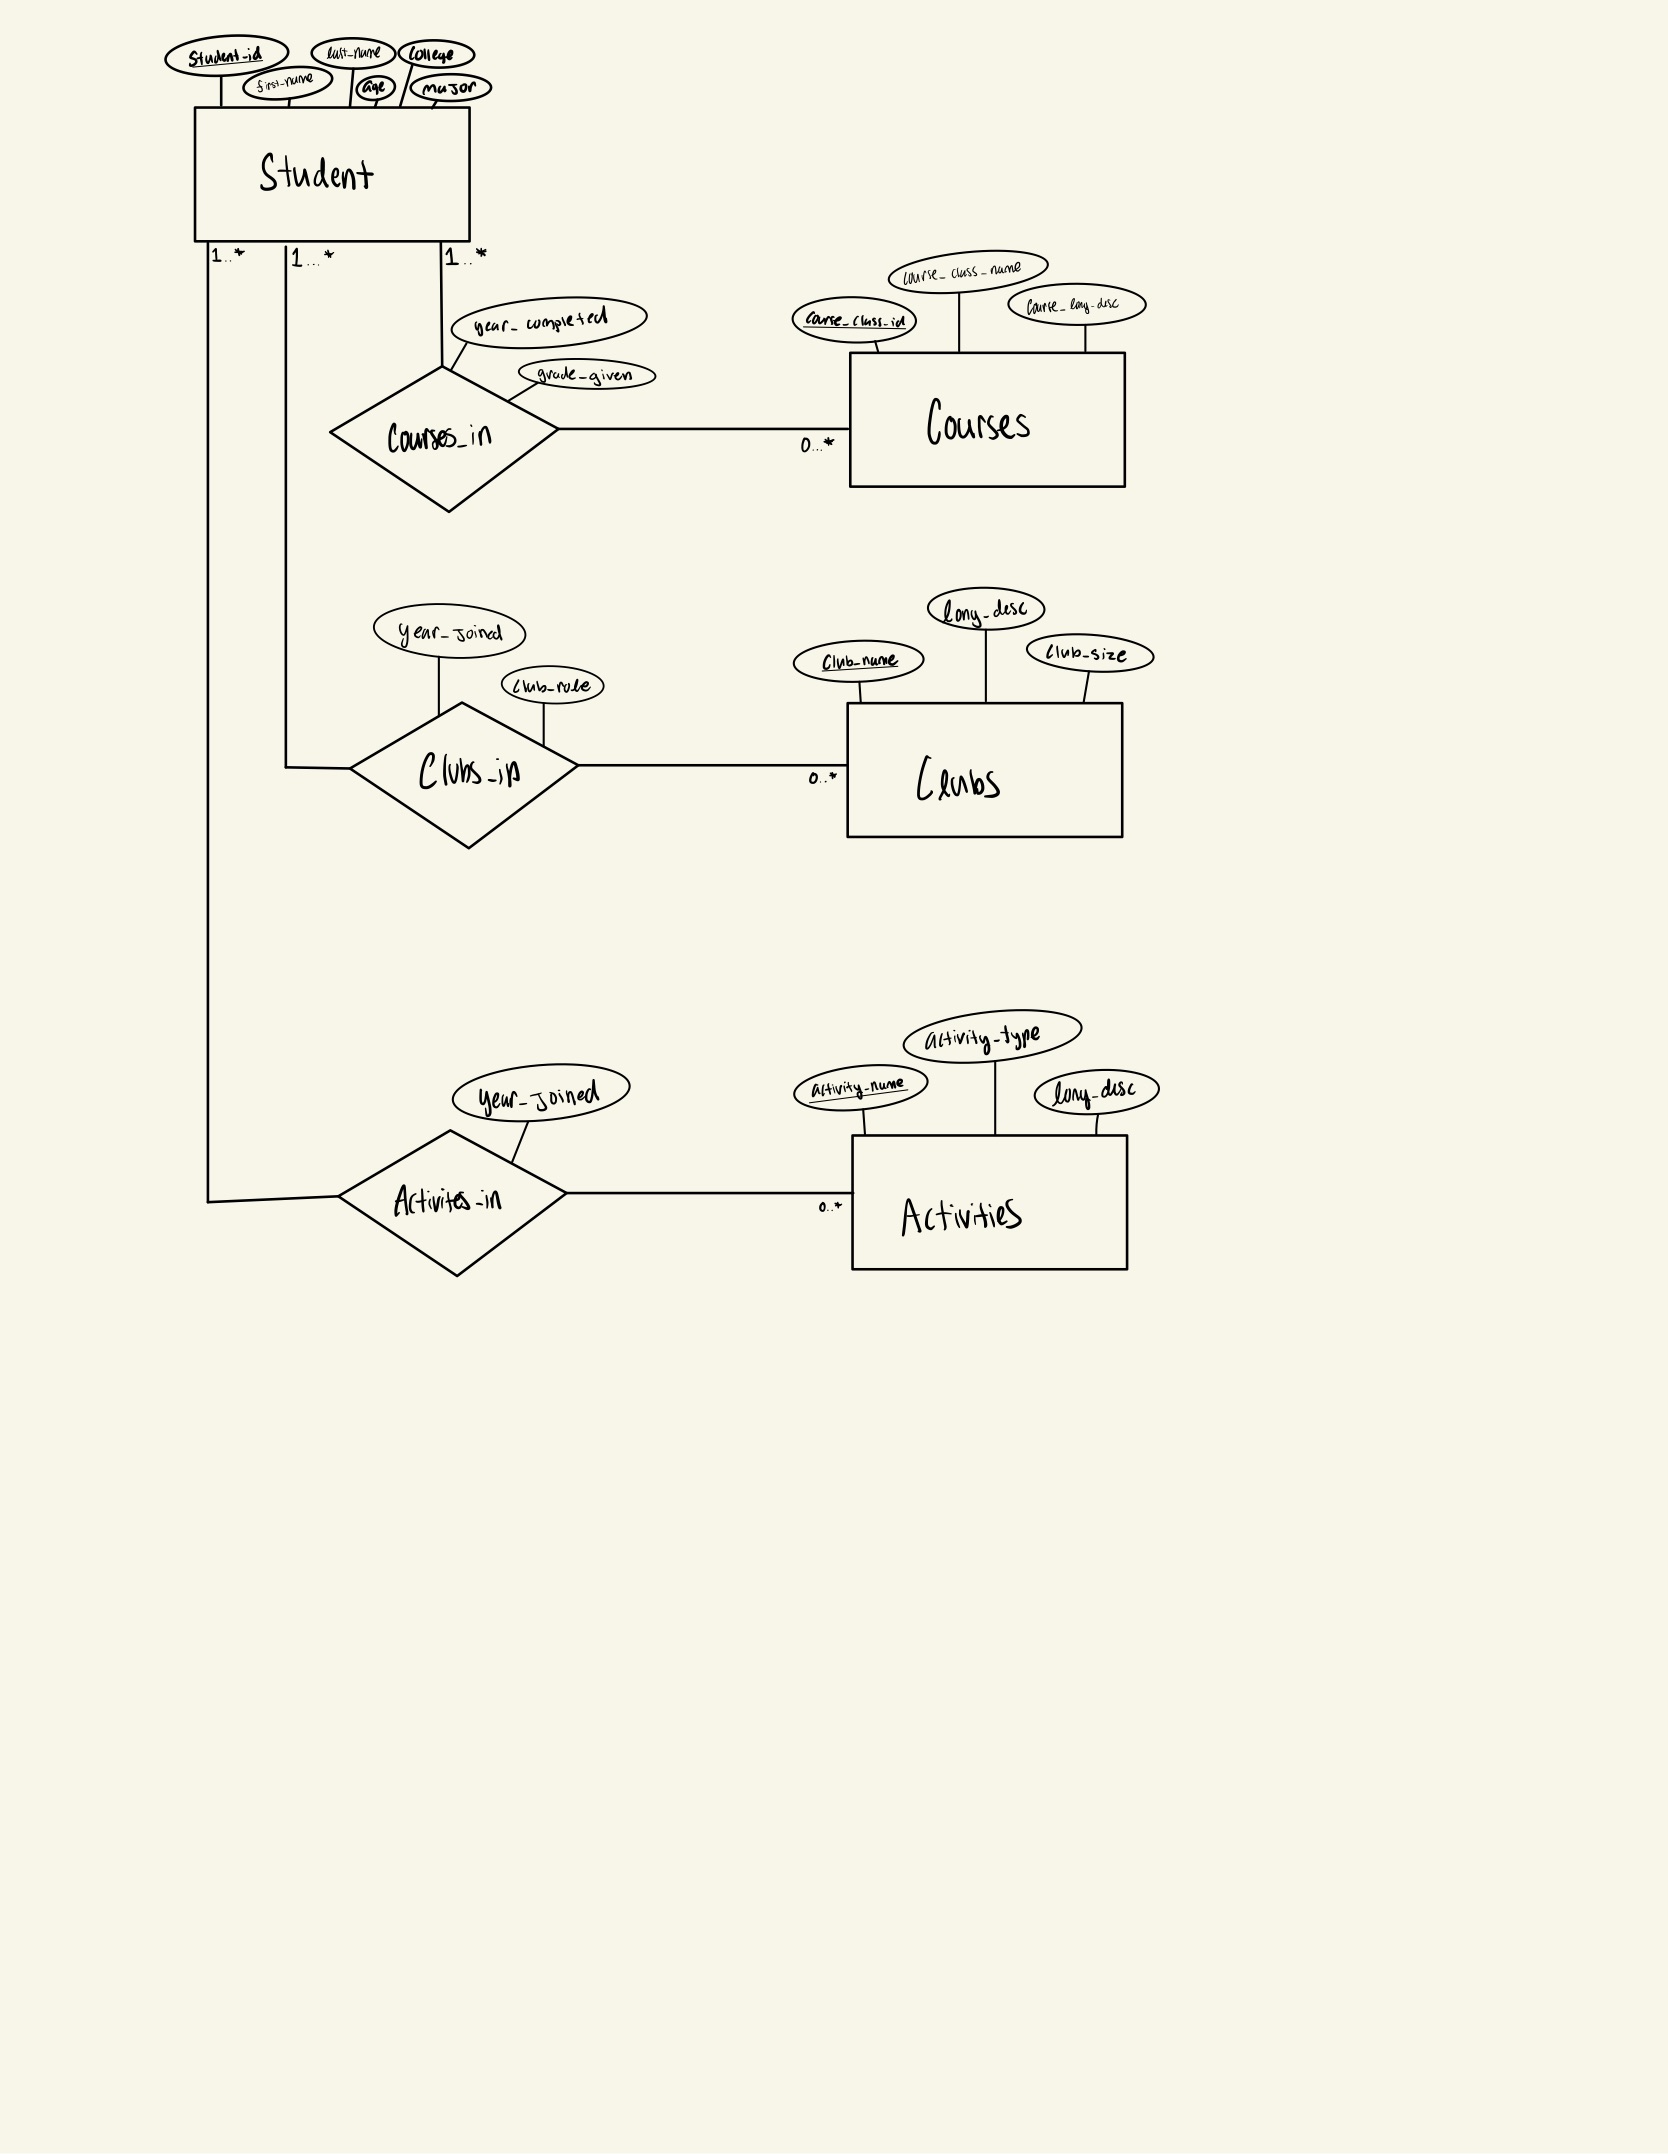 Student_id
last_name
college
first_name
age
major
Student
1..*
1...*
1...*
course_class_name
course_class_id
course_long_desc
year_completed
grade_given
Courses_in
Courses
0...*
long_desc
year_joined
Club_name
Club_size
club_role
Clubs_in
Clubs
0..*
activity_type
year_joined
activity_name
long_desc
Activites_in
Activities
0..*